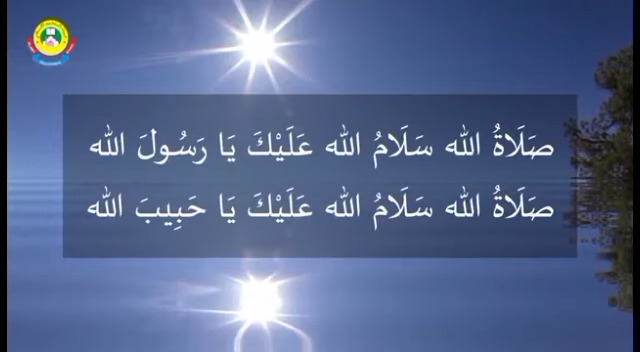 صَلَاةُ الله سَلَامُ الله عَلَيْكَ يَا رَسُولَ الله
صَلَاةُ الله سَلَامُ الله عَلَيْكَ يَا حَبِيبَ الله